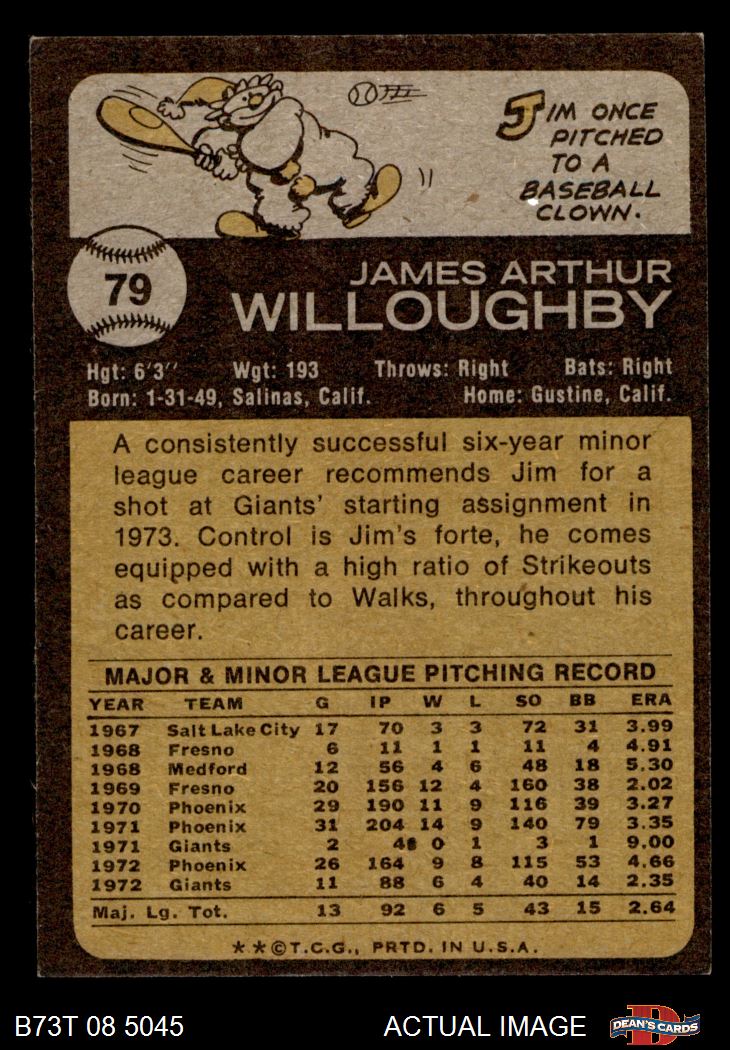 JIM ONCE
PITCHED
TO A
BASEBALL
CLOWN.
79
JAMES ARTHUR
WILLOUGHBY
Hgt: 6'3'' Wgt: 193 Throws: Right Bats: Right
Born: 1-31-49, Salinas, Calif. Home: Gustine, Calif.
A consistently successful six-year minor
league career recommends Jim for a
shot at Giants' starting assignment in
1973. Control is Jim's forte, he comes
equipped with a high ratio of Strikeouts
as compared to Walks, throughout his
career.
MAJOR & MINOR LEAGUE PITCHING RECORD
YEAR TEAM G IP W L SO BB ERA
1967 Salt Lake City 17 70 3 3 72 31 3.99
1968 Fresno 6 11 1 1 11 4 4.91
1968 Medford 12 56 4 6 48 18 5.30
1969 Fresno 20 156 12 4 160 38 2.02
1970 Phoenix 29 190 11 9 116 39 3.27
1971 Phoenix 31 204 14 9 140 79 3.35
1971 Giants 2 4 0 1 3 1 9.00
1972 Phoenix 26 164 9 8 115 53 4.66
1972 Giants 11 88 6 4 40 14 2.35
Maj. Lg. Tot. 13 92 6 5 43 15 2.64
**©T.C.G., PRTD. IN U.S.A.
B73T 08 5045 ACTUAL IMAGE DEAN'S CARDS